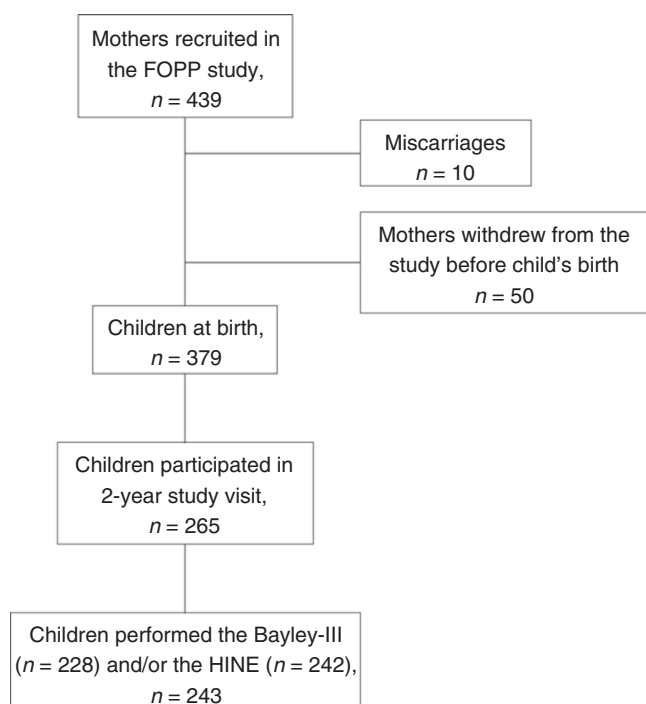 Mothers recruited in
the FOPP study,
n = 439
Miscarriages
n = 10
Mothers withdrew from the
study before child's birth
n = 50
Children at birth,
n = 379
Children participated in
2-year study visit,
n = 265
Children performed the Bayley-III
(n = 228) and/or the HINE (n = 242),
n = 243